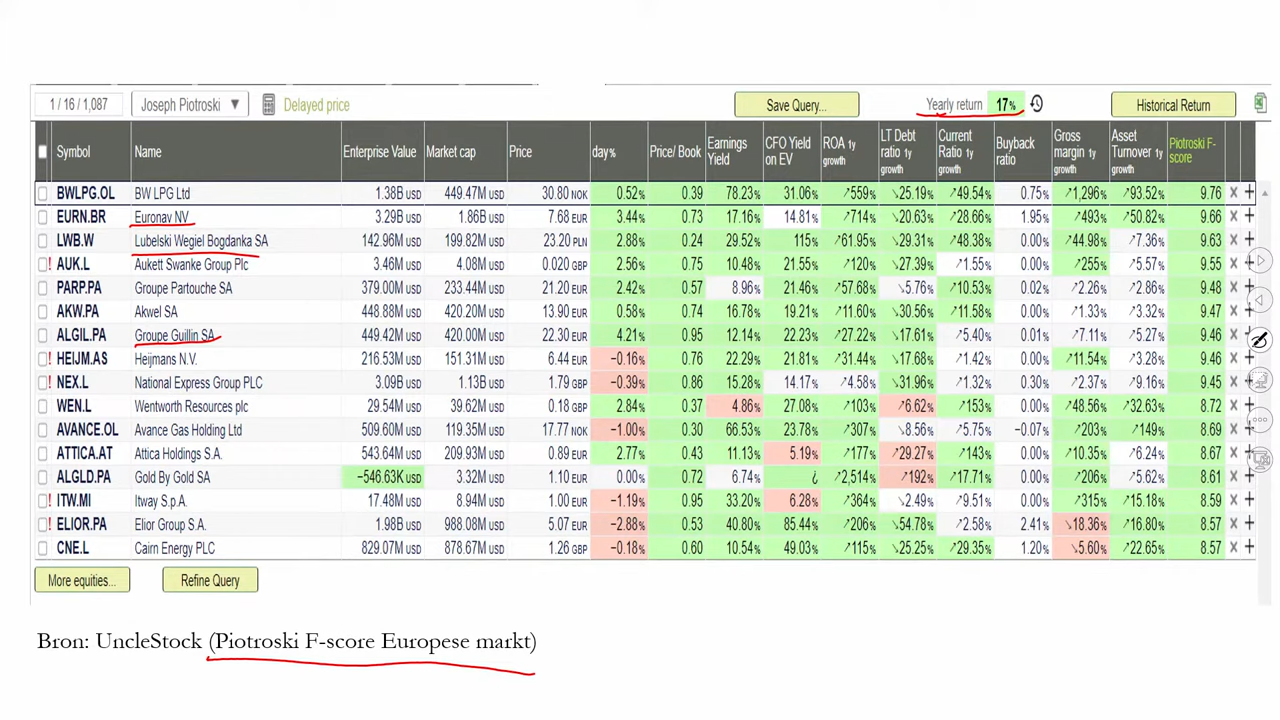 1 / 16 / 1,087 Joseph Piotroski ▼ Delayed price Save Query... Yearly return 17% Historical Return
Symbol Name Enterprise Value Market cap Price day% Price/ Book Earnings Yield CFO Yield on EV ROA 1y growth LT Debt ratio 1y growth Current Ratio 1y growth Buyback ratio Gross margin 1y growth Asset Turnover 1y growth Piotroski F-score
BWLPG.OL BW LPG Ltd 1.38B USD 449.47M USD 30.80 NOK 0.52% 0.39 78.23% 31.06% ↗559% ↘25.19% ↗49.54% 0.75% ↗1,296% ↗93.52% 9.76 × +
EURN.BR Euronav NV 3.29B USD 1.86B USD 7.68 EUR 3.44% 0.73 17.16% 14.81% ↗714% ↘20.63% ↗28.66% 1.95% ↗493% ↗50.82% 9.66 × +
LWB.W Lubelski Wegiel Bogdanka SA 142.96M USD 199.82M USD 23.20 PLN 2.88% 0.24 29.52% 115% ↗61.95% ↘29.31% ↗48.38% 0.00% ↗44.98% ↗7.36% 9.63 × +
! AUK.L Aukett Swanke Group Plc 3.46M USD 4.08M USD 0.020 GBP 2.56% 0.75 10.48% 21.55% ↗120% ↘27.39% ↗1.55% 0.00% ↗255% ↗5.57% 9.55 × +
PARP.PA Groupe Partouche SA 379.00M USD 233.44M USD 21.20 EUR 2.42% 0.57 8.96% 21.46% ↗57.68% ↘5.76% ↗10.53% 0.02% ↗2.26% ↗2.86% 9.48 × +
AKW.PA Akwel SA 448.88M USD 420.20M USD 13.90 EUR 0.58% 0.74 16.78% 19.21% ↗11.60% ↘30.56% ↗11.58% 0.00% ↗1.33% ↗3.32% 9.47 × +
ALGIL.PA Groupe Guillin SA 449.42M USD 420.00M USD 22.30 EUR 4.21% 0.95 12.14% 22.23% ↗27.22% ↘17.61% ↗5.40% 0.01% ↗7.11% ↗5.27% 9.46 × +
! HEIJM.AS Heijmans N.V. 216.53M USD 151.31M USD 6.44 EUR −0.16% 0.76 22.29% 21.81% ↗31.44% ↘17.68% ↗1.42% 0.00% ↗11.54% ↗3.28% 9.46 × +
! NEX.L National Express Group PLC 3.09B USD 1.13B USD 1.79 GBP −0.39% 0.86 15.28% 14.17% ↗4.58% ↘31.96% ↗1.32% 0.30% ↗2.37% ↗9.16% 9.45 × +
WEN.L Wentworth Resources plc 29.54M USD 39.62M USD 0.18 GBP 2.84% 0.37 4.86% 27.08% ↗103% ↗6.62% ↗153% 0.00% ↗48.56% ↗32.63% 8.72 × +
AVANCE.OL Avance Gas Holding Ltd 509.60M USD 119.35M USD 17.77 NOK −1.00% 0.30 66.53% 23.78% ↗307% ↘8.56% ↗5.75% −0.07% ↗203% ↗149% 8.69 × +
ATTICA.AT Attica Holdings S.A. 543.64M USD 209.93M USD 0.89 EUR 2.77% 0.43 11.13% 5.19% ↗177% ↗29.27% ↗143% 0.00% ↗10.35% ↗6.24% 8.67 × +
ALGLD.PA Gold By Gold SA −546.63K USD 3.32M USD 1.10 EUR 0.00% 0.72 6.74% ¿ ↗2,514% ↗192% ↗17.71% 0.00% ↗206% ↗5.62% 8.61 × +
! ITW.MI Itway S.p.A. 17.48M USD 8.94M USD 1.00 EUR −1.19% 0.95 33.20% 6.28% ↗364% ↘2.49% ↗9.51% 0.00% ↗315% ↗15.18% 8.59 × +
! ELIOR.PA Elior Group S.A. 1.98B USD 988.08M USD 5.07 EUR −2.88% 0.53 40.80% 85.44% ↗206% ↘54.78% ↗2.58% 2.41% ↘18.36% ↗16.80% 8.57 × +
CNE.L Cairn Energy PLC 829.07M USD 878.67M USD 1.26 GBP −0.18% 0.60 10.54% 49.03% ↗115% ↘25.25% ↗29.35% 1.20% ↘5.60% ↗22.65% 8.57 × +
More equities... Refine Query
Bron: UncleStock (Piotroski F-score Europese markt)